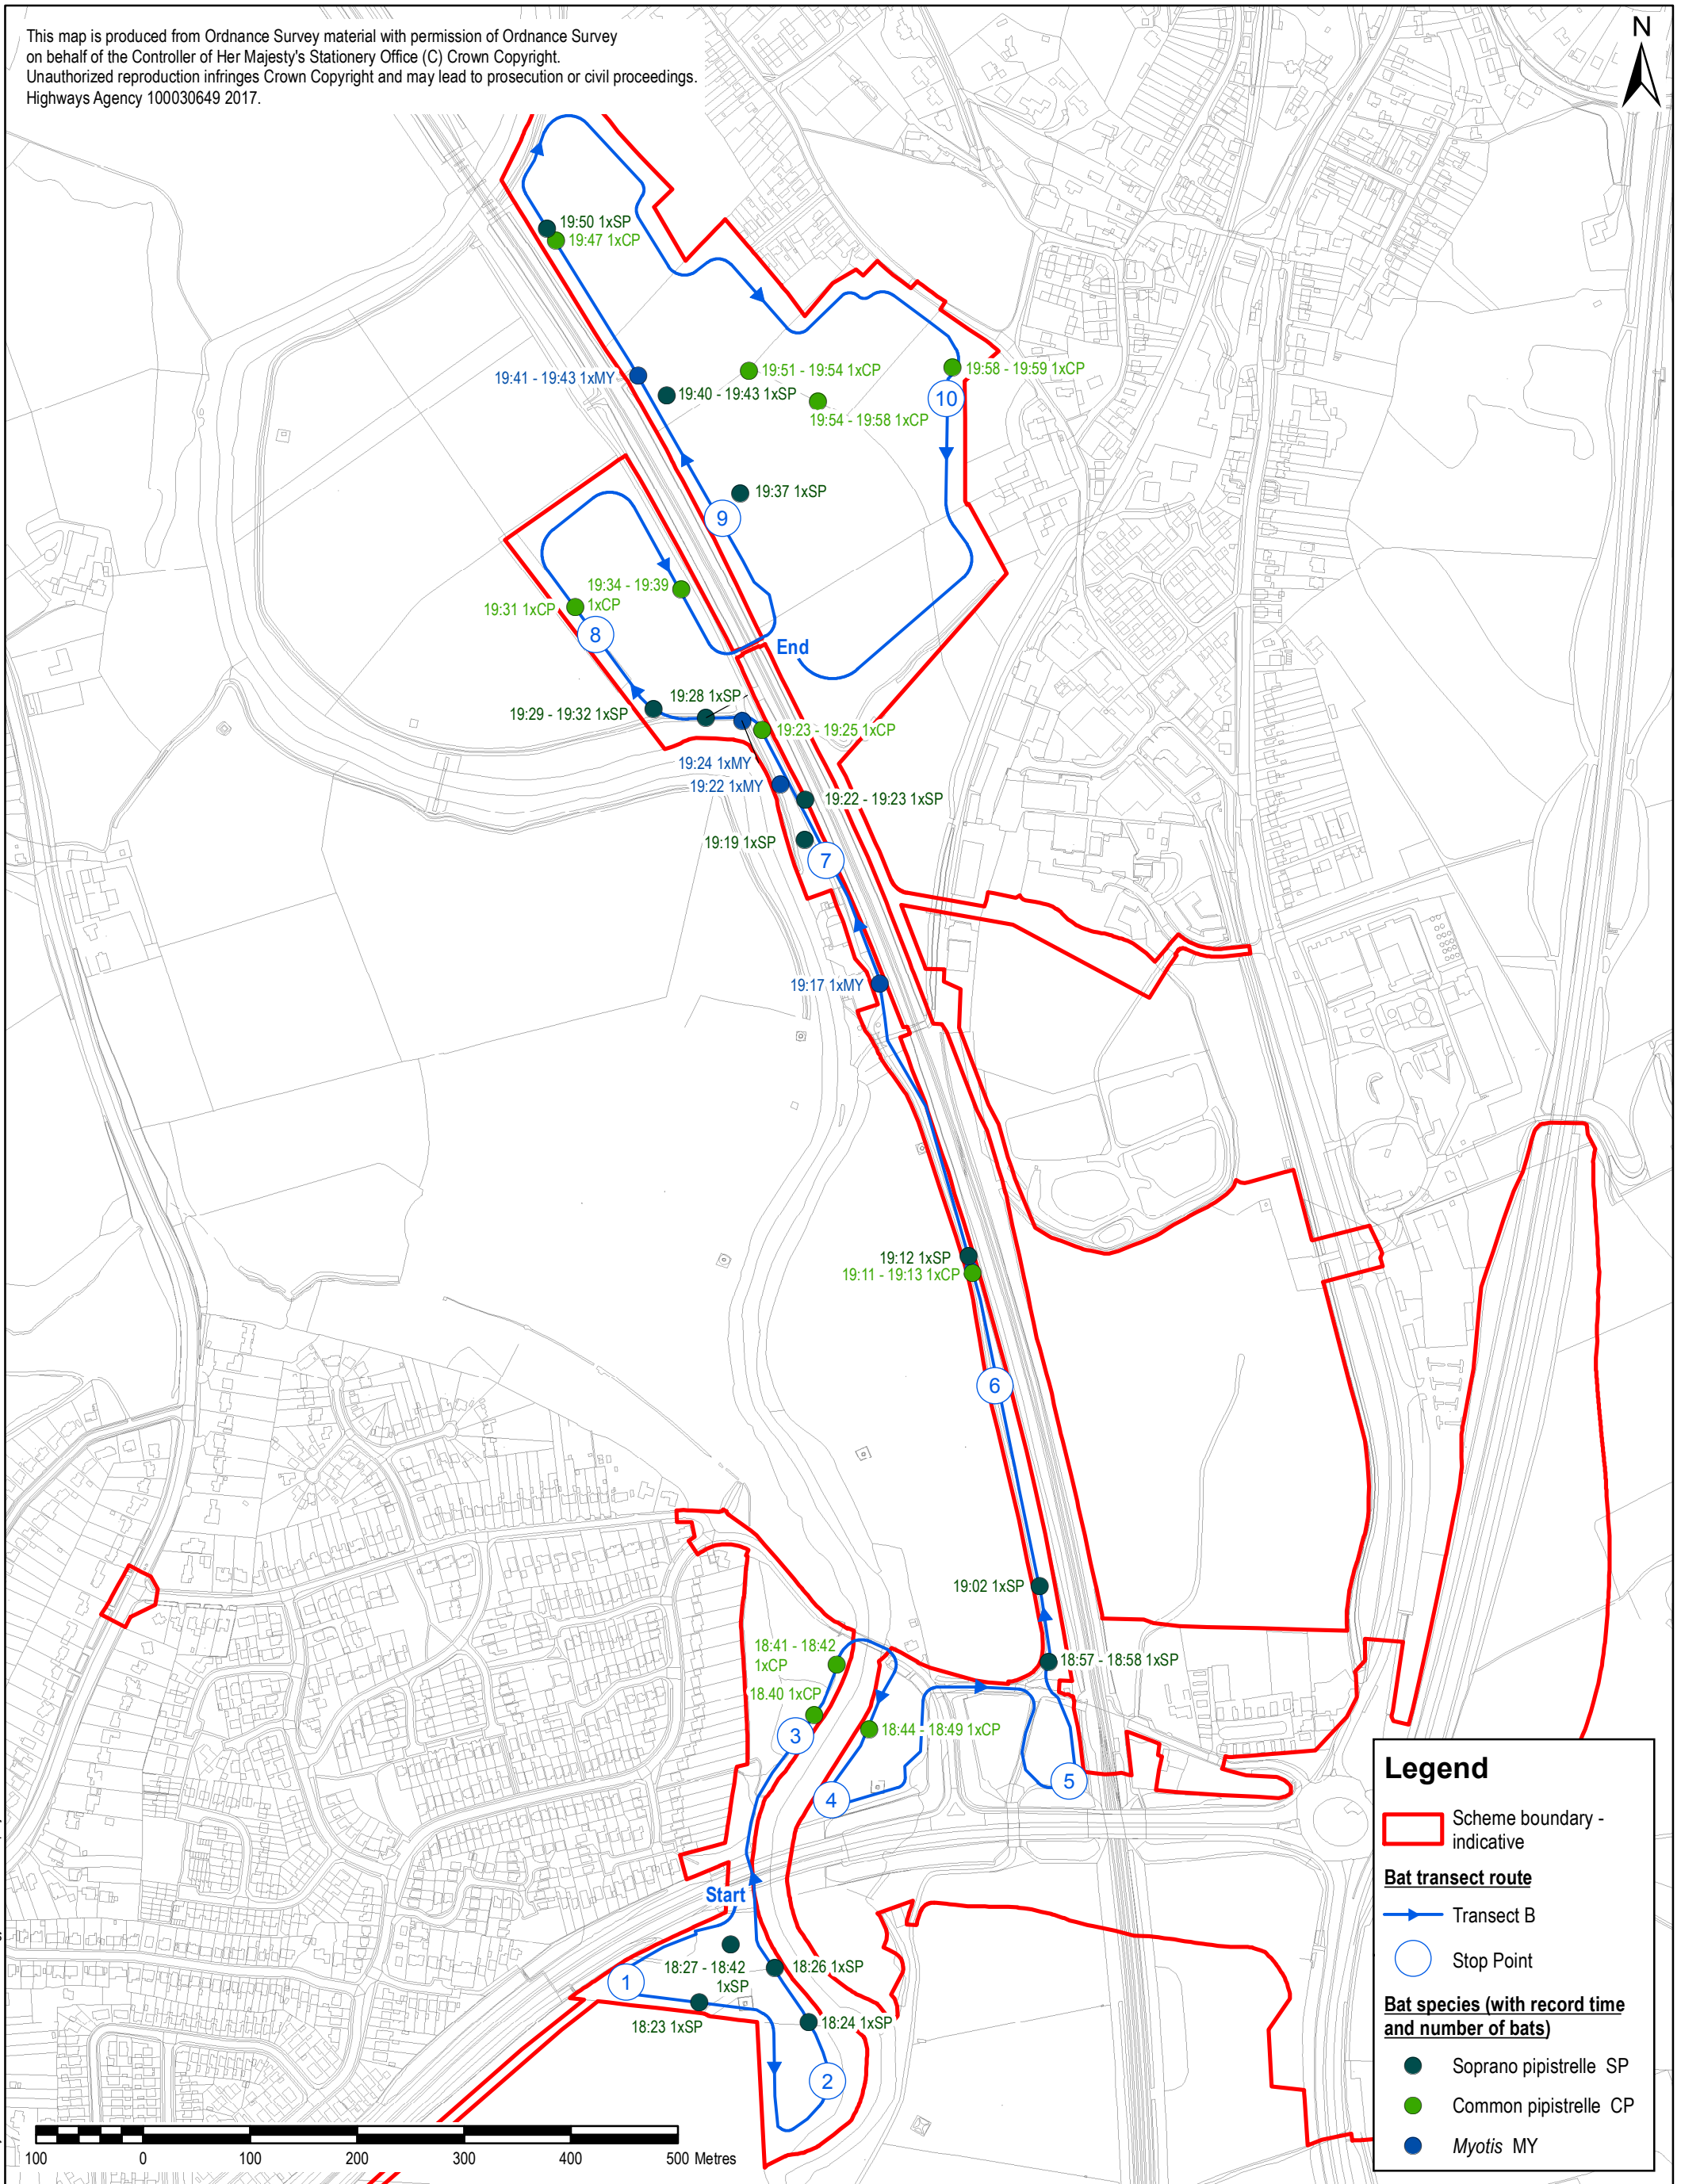 This map is produced from Ordnance Survey material with permission of Ordnance Survey
on behalf of the Controller of Her Majesty's Stationery Office (C) Crown Copyright.
Unauthorized reproduction infringes Crown Copyright and may lead to prosecution or civil proceedings.
Highways Agency 100030649 2017.
N
19:50 1xSP
19:47 1xCP
19:41 - 19:43 1xMY
19:51 - 19:54 1xCP
19:58 - 19:59 1xCP
19:40 - 19:43 1xSP
10
19:54 - 19:58 1xCP
19:37 1xSP
9
19:34 - 19:39
1xCP
19:31 1xCP
8
End
19:28 1xSP
19:29 - 19:32 1xSP
19:23 - 19:25 1xCP
19:24 1xMY
19:22 1xMY
19:22 - 19:23 1xSP
19:19 1xSP
7
19:17 1xMY
19:12 1xSP
19:11 - 19:13 1xCP
6
19:02 1xSP
18:41 - 18:42
1xCP
18:57 - 18:58 1xSP
18.40 1xCP
3
18:44 - 18:49 1xCP
5
4
Start
18:27 - 18:42
1xSP
18:26 1xSP
1
18:23 1xSP
18:24 1xSP
2
100 0 100 200 300 400 500 Metres
Legend
Scheme boundary -
indicative
Bat transect route
Transect B
Stop Point
Bat species (with record time
and number of bats)
Soprano pipistrelle SP
Common pipistrelle CP
Myotis MY